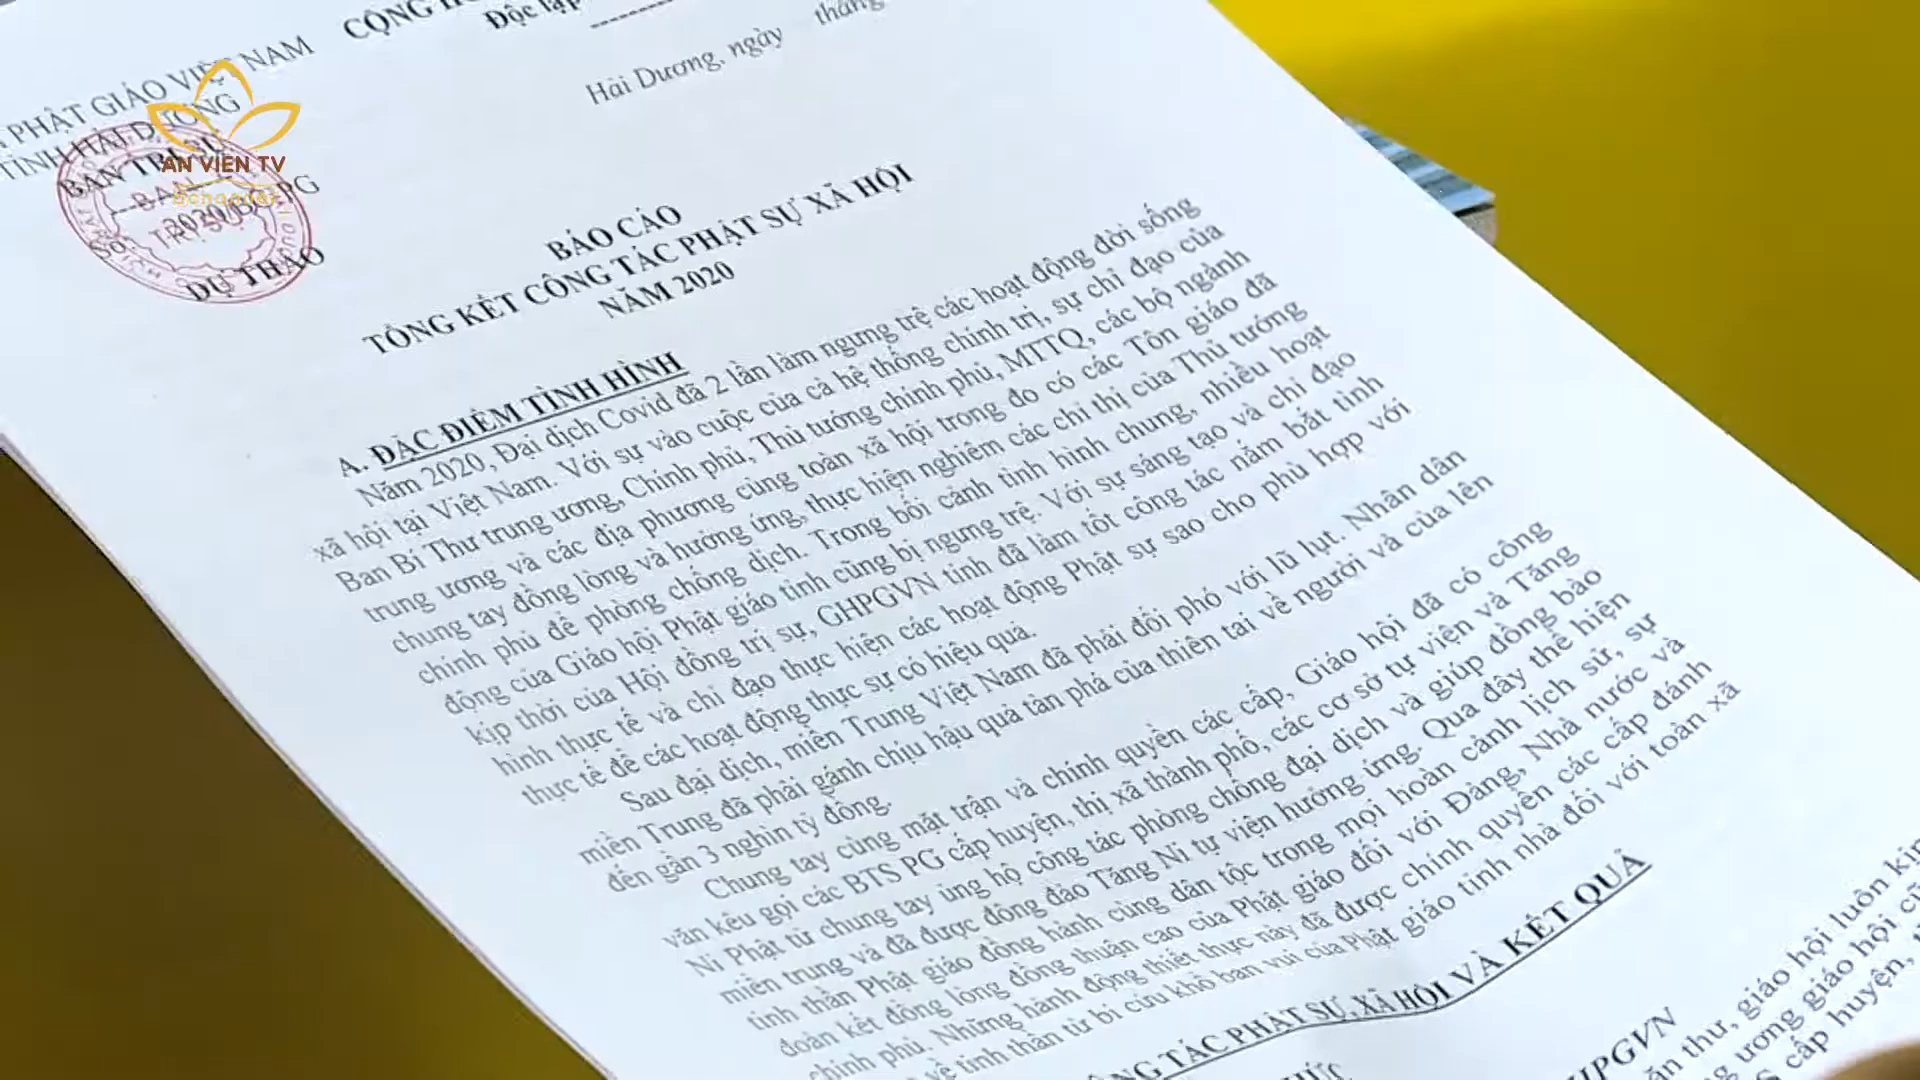 PHẬT GIÁO VIỆT NAM
TỈNH HẢI DƯƠNG
BAN TRỊ SỰ
Số: 2020/BCPG
DỰ THẢO
AN VIEN TV
CỘNG
Độc lập
Hải Dương, ngày tháng
BÁO CÁO
TỔNG KẾT CÔNG TÁC PHẬT SỰ XÃ HỘI
NĂM 2020
A. ĐẶC ĐIỂM TÌNH HÌNH
Năm 2020, Đại dịch Covid đã 2 lần làm ngưng trệ các hoạt động đời sống
xã hội tại Việt Nam. Với sự vào cuộc của cả hệ thống chính trị, sự chỉ đạo của
Ban Bí Thư trung ương, Chính phủ, Thủ tướng chính phủ, MTTQ, các bộ ngành
trung ương và các địa phương cùng toàn xã hội trong đo có các Tôn giáo đã
chung tay đồng lòng và hưởng ứng, thực hiện nghiêm các chỉ thị của Thủ tướng
chính phủ để phòng chống dịch. Trong bối cảnh tình hình chung, nhiều hoạt
động của Giáo hội Phật giáo tỉnh cũng bị ngưng trệ. Với sự sáng tạo và chỉ đạo
kịp thời của Hội đồng trị sự, GHPGVN tỉnh đã làm tốt công tác nắm bắt tình
hình thực tế và chỉ đạo thực hiện các hoạt động Phật sự sao cho phù hợp với
thực tế để các hoạt động thực sự có hiệu quả.
Sau đai dịch, miền Trung Việt Nam đã phải đối phó với lũ lụt. Nhân dân
miền Trung đã phải gánh chịu hậu quả tàn phá của thiên tai về người và của lên
đến gần 3 nghìn tỷ đồng.
Chung tay cùng mặt trận và chính quyền các cấp, Giáo hội đã có công
văn kêu gọi các BTS PG cấp huyện, thị xã thành phố, các cơ sở tự viện và Tăng
Ni Phật tử chung tay ủng hộ công tác phòng chống đại dịch và giúp đồng bào
miền trung và đã được đông đảo Tăng Ni tự viện hưởng ứng. Qua đây thể hiện
tinh thần Phật giáo đồng hành cùng dân tộc trong mọi hoàn cảnh lịch sử, sự
đoàn kết đồng lòng đồng thuận cao của Phật giáo đối với Đảng, Nhà nước và
chính phủ. Những hành động thiết thực này đã được chính quyền các cấp đánh
về tinh thần từ bi cứu khổ ban vui của Phật giáo tỉnh nhà đối với toàn xã
TÁC PHẬT SỰ, XÃ HỘI VÀ KẾT QUẢ
giáo hội luôn
ương giáo hội
cấp huyện,